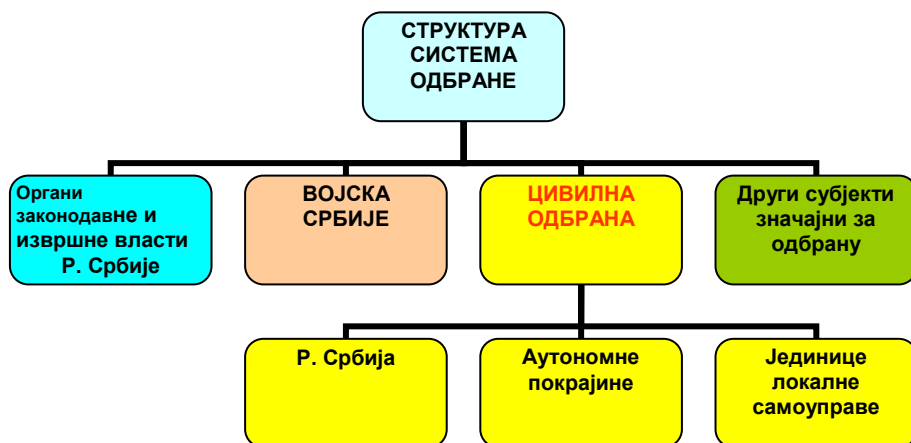 СТРУКТУРА
СИСТЕМА
ОДБРАНЕ
Органи
законодавне и
извршне власти
Р. Србије
ВОЈСКА
СРБИЈЕ
ЦИВИЛНА
ОДБРАНА
Други субјекти
значајни за
одбрану
Р. Србија
Аутономне
покрајине
Јединице
локалне
самоуправе